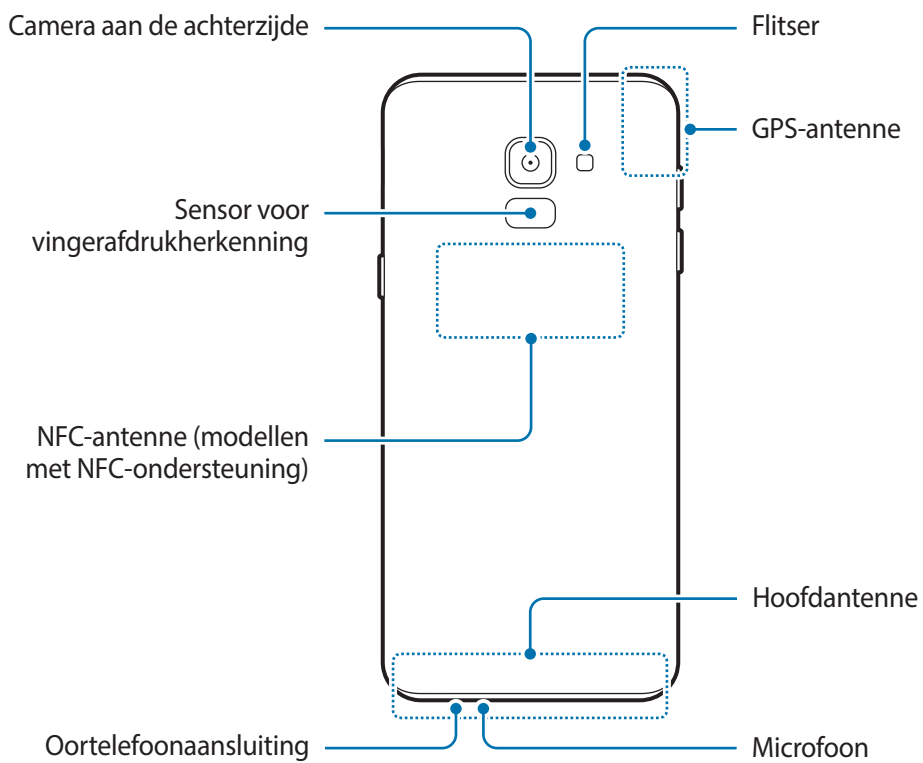 Camera aan de achterzijde
Flitser
GPS-antenne
Sensor voor
vingerafdrukherkenning
NFC-antenne (modellen
met NFC-ondersteuning)
Hoofdantenne
Oortelefoonaansluiting
Microfoon